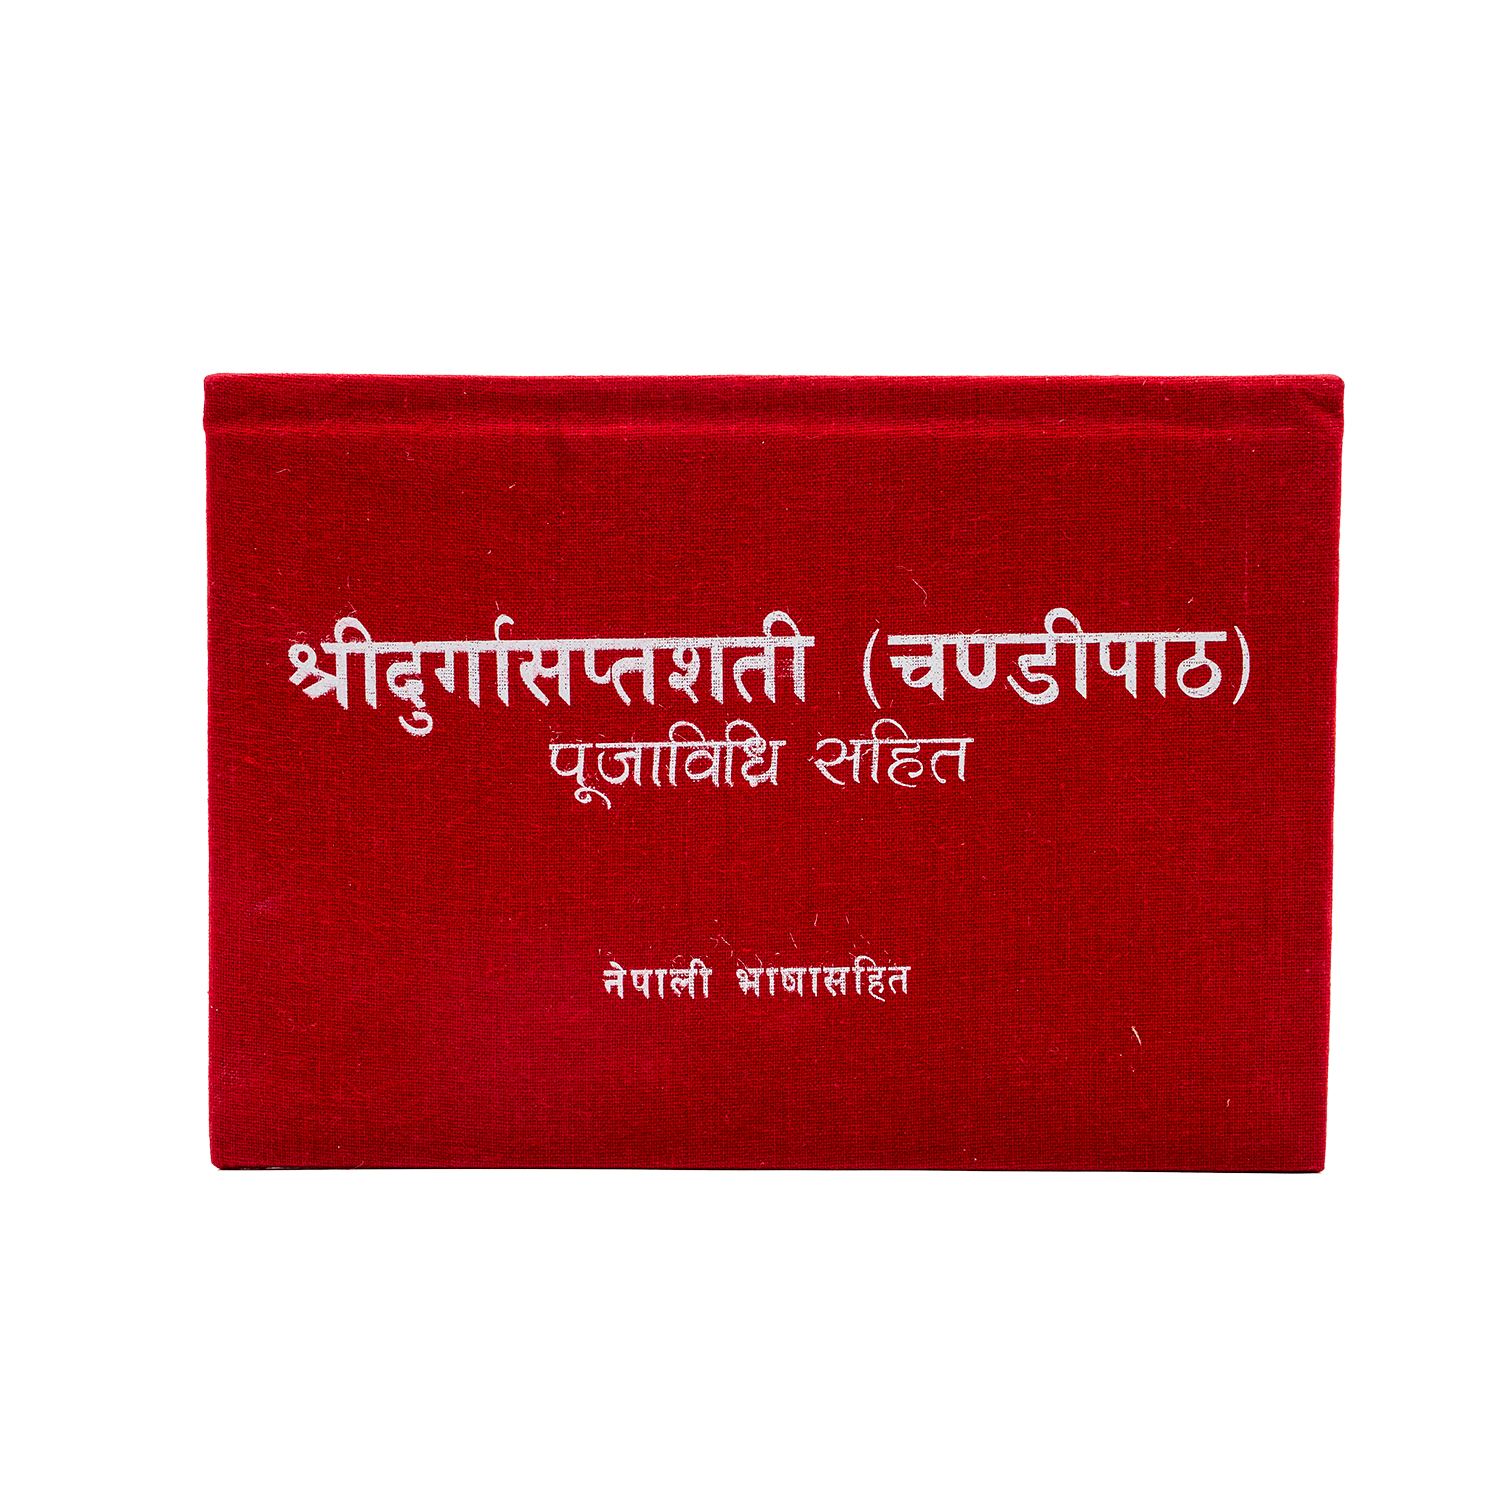 श्रीदुर्गासप्तशती (चण्डीपाठ)
पूजाविधि सहित
नेपाली भाषासहित